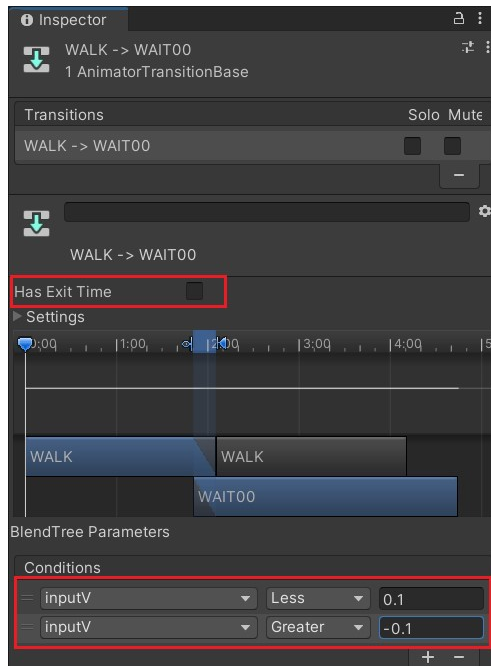 Inspector
WALK -> WAIT00
1 AnimatorTransitionBase
Transitions Solo Mute
WALK -> WAIT00
WALK -> WAIT00
Has Exit Time
Settings
0:00 1:00 2:00 3:00 4:00 5
WALK WALK
WAIT00
BlendTree Parameters
Conditions
inputV Less 0.1
inputV Greater -0.1